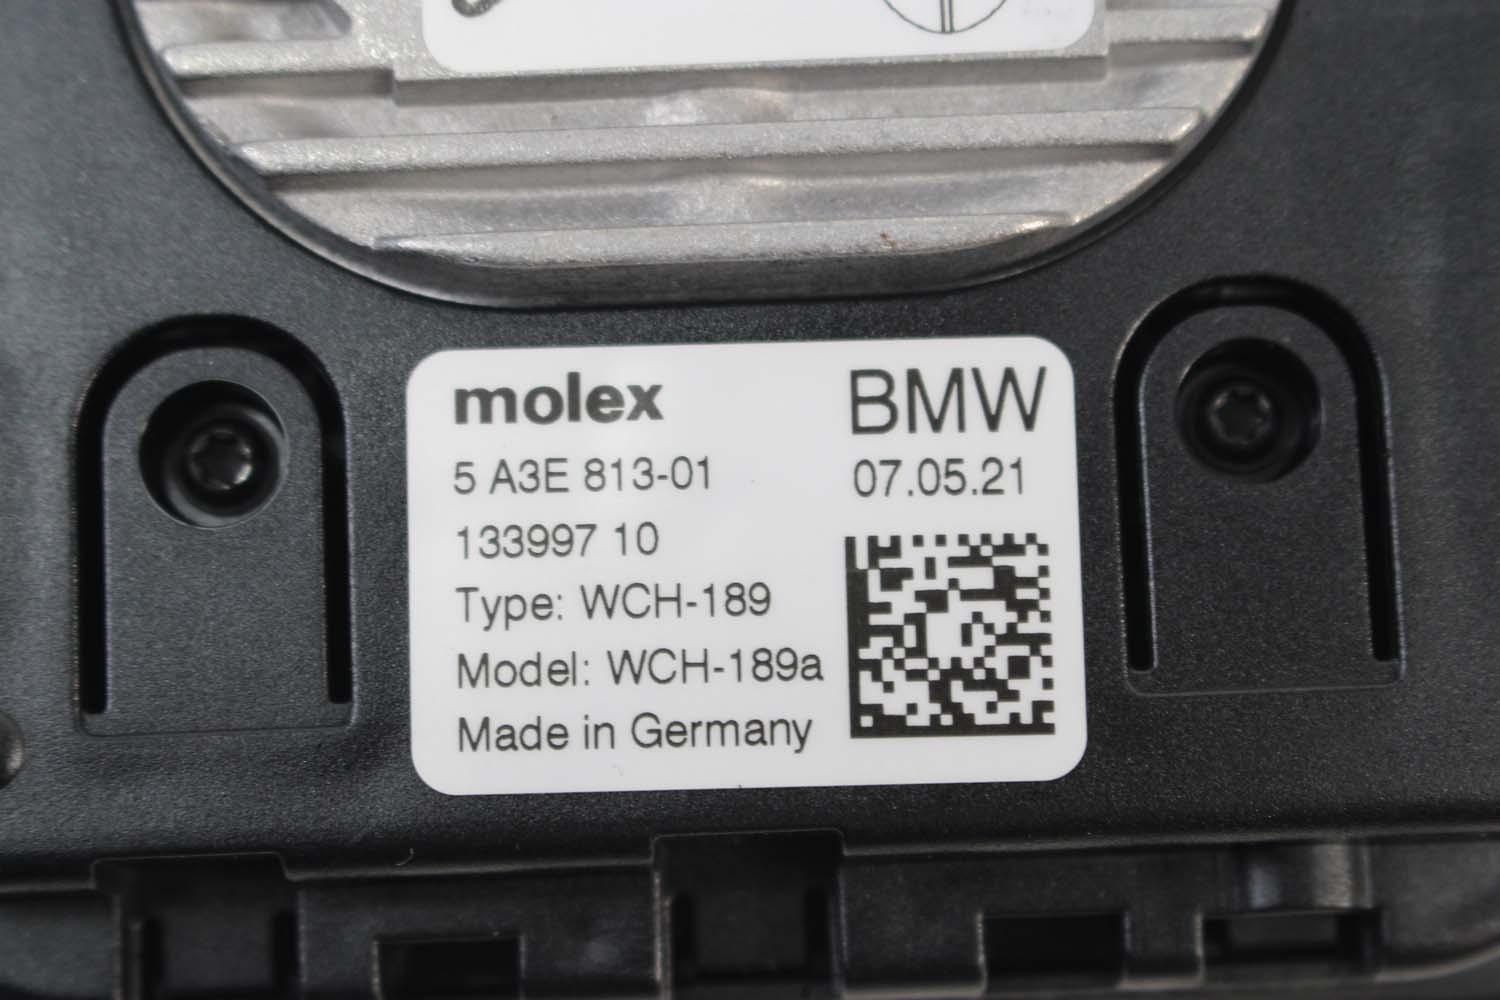 molex
BMW
5 A3E 813-01
07.05.21
133997 10
Type: WCH-189
Model: WCH-189a
Made in Germany